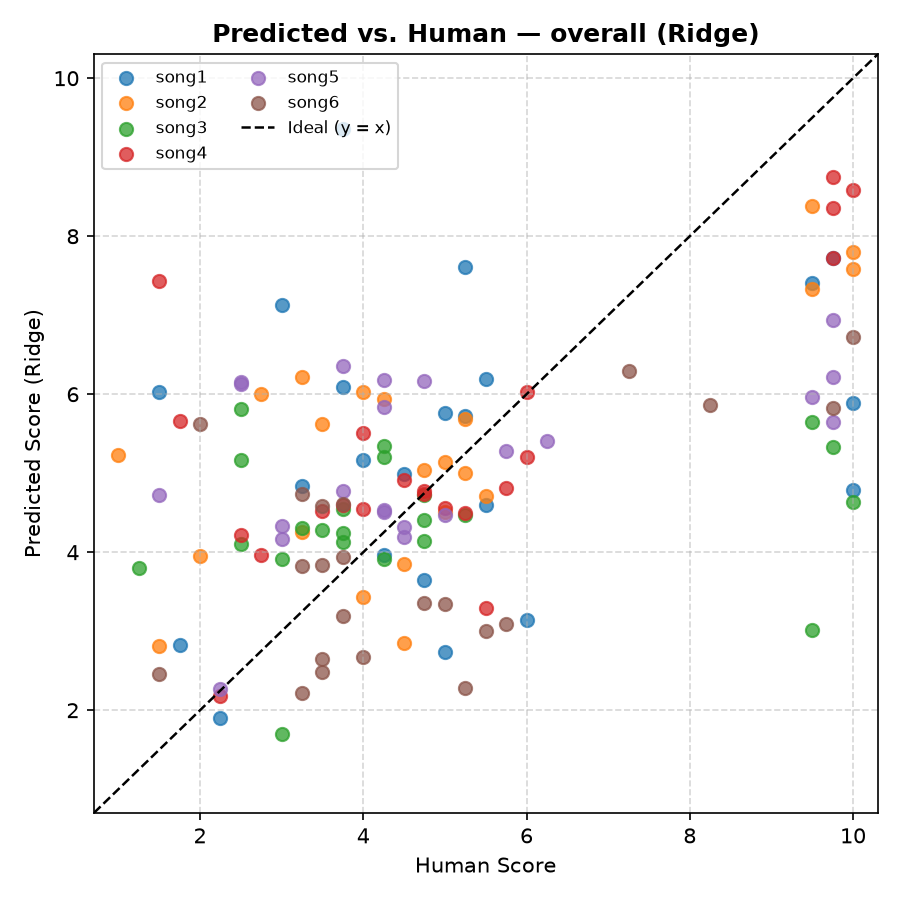 Predicted vs. Human — overall (Ridge)
song1
song2
song3
song4
song5
song6
Ideal (y = x)
10
8
6
4
2
Predicted Score (Ridge)
2
4
6
8
10
Human Score